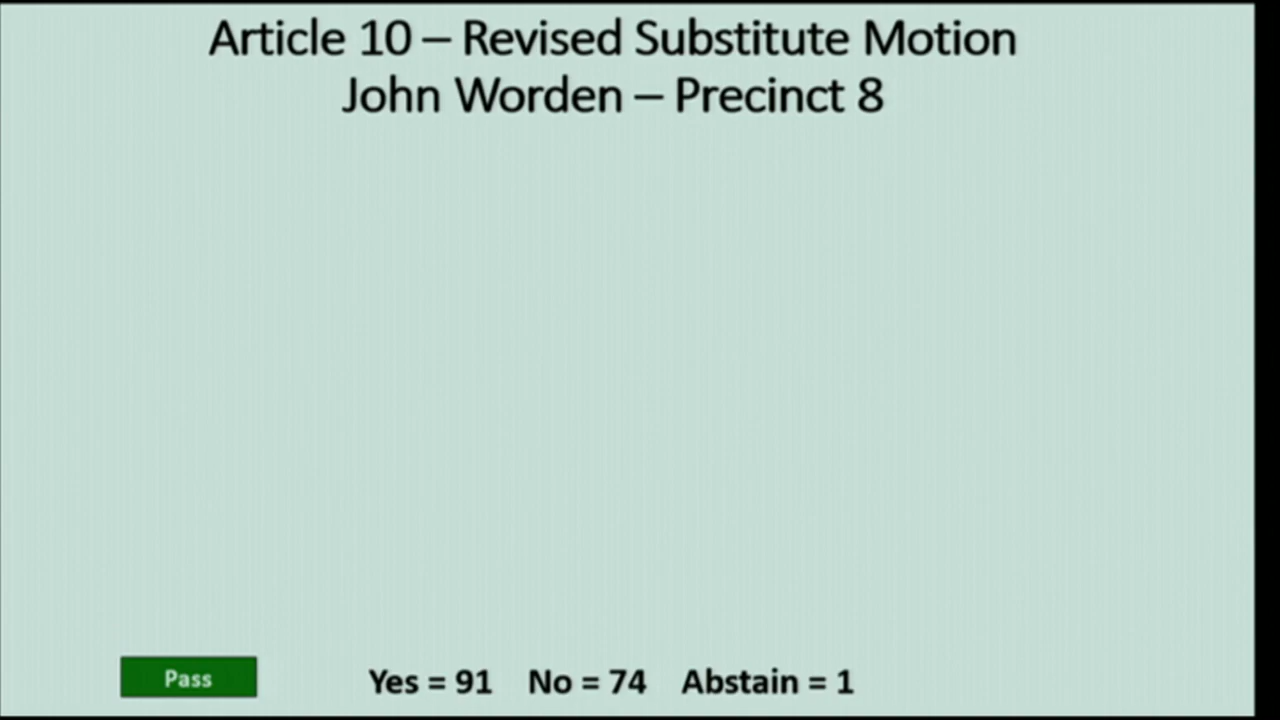 Article 10 – Revised Substitute Motion
John Worden – Precinct 8
Pass
Yes = 91 No = 74 Abstain = 1